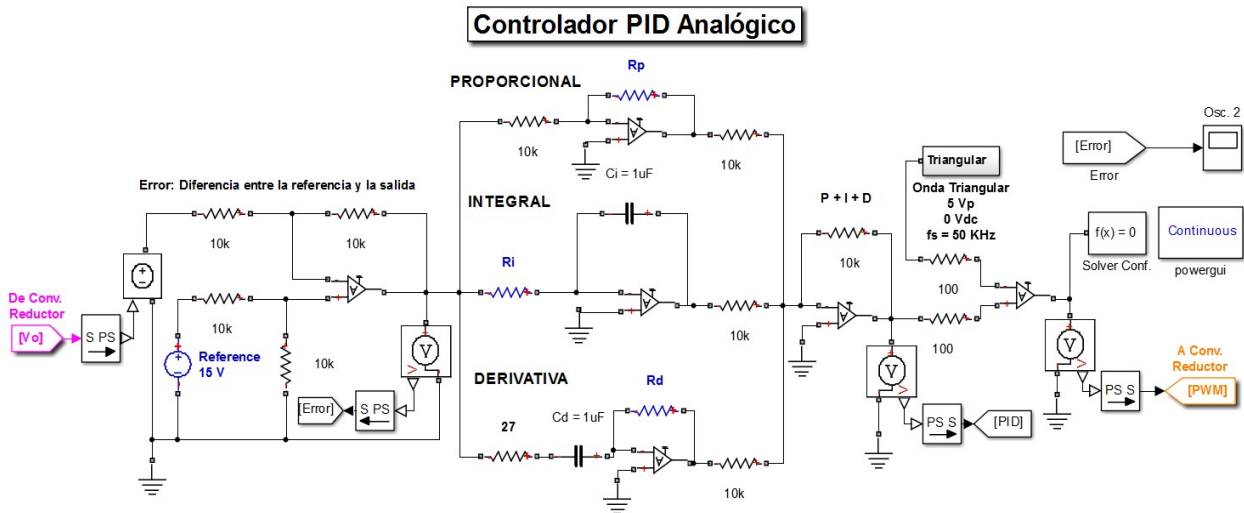 Controlador PID Analógico
PROPORCIONAL
Rp
10k
10k
Ci = 1uF
Error: Diferencia entre la referencia y la salida
10k
10k
INTEGRAL
Ri
10k
De Conv.
Reductor
[Vo]
S PS
10k
Reference
15 V
10k
V
[Error]
S PS
DERIVATIVA
Rd
Cd = 1uF
27
10k
P + I + D
10k
Triangular
Onda Triangular
5 Vp
0 Vdc
fs = 50 KHz
100
100
V
PS S
[PID]
V
PS S
A Conv.
Reductor
[PWM]
[Error]
Error
Osc. 2
f(x) = 0
Solver Conf.
Continuous
powergui